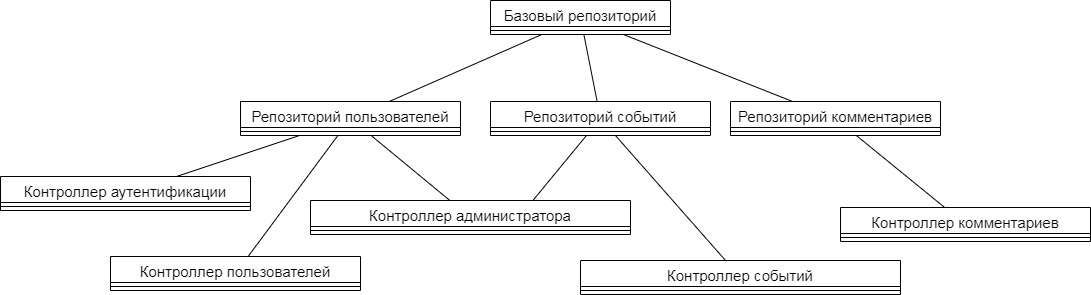 Базовый репозиторий
Репозиторий пользователей
Репозиторий событий
Репозиторий комментариев
Контроллер аутентификации
Контроллер администратора
Контроллер комментариев
Контроллер пользователей
Контроллер событий